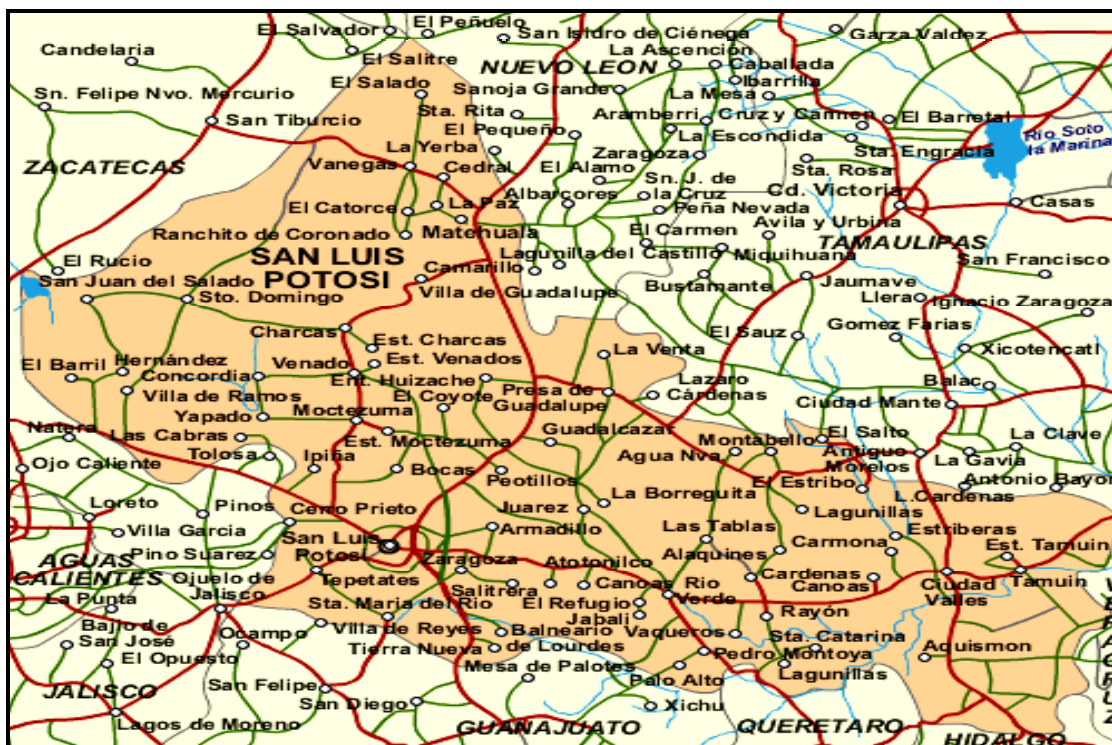 El Peñuelo
El Salvador
San Isidro de Ciénega
Garza Valdez
Candelaria
La Ascención
El Salitre
NUEVO LEON
Caballada
Ibarrilla
El Salado
Sanoja Grande
La Mesa
Sn. Felipe Nvo. Mercurio
Sta. Rita
Aramberri
Cruz y Carmen
El Barretal
San Tiburcio
El Pequeño
La Escondida
Rio Soto
la Marina
La Yerba
Zaragoza
Sta. Engracia
ZACATECAS
Vanegas
Cedral
El Alamo
Sta. Rosa
Albarcores
Sn. J. de
la Cruz
Cd. Victoria
El Catorce
La Paz
Peña Nevada
Casas
Ranchito de Coronado
Matehuala
El Carmen
Avila y Urbina
TAMAULIPAS
SAN LUIS
POTOSI
El Rucio
Camarillo
Lagunilla del Castillo
Miquihuana
San Francisco
San Juan del Salado
Sto. Domingo
Villa de Guadalupe
Bustamante
Jaumave
Llera
Ignacio Zaragoza
Charcas
El Sauz
Gomez Farias
Est. Charcas
La Venta
Xicotencatl
El Barril
Hernández
Venado
Est. Venados
Concordia
Ent. Huizache
Presa de
Guadalupe
Lazaro
Cárdenas
Balac
Villa de Ramos
El Coyote
Ciudad Mante
Yapado
Moctezuma
Natera
Las Cabras
Est. Moctezuma
Guadalcazar
Montabello
El Salto
La Clave
Tolosa
Ipiña
Agua Nva
Antiguo
Morelos
La Gavia
Ojo Caliente
Bocas
Peotillos
El Estribo
Antonio Bayon
Loreto
Pinos
Cerro Prieto
Juarez
La Borreguita
Lagunillas
L.Cardenas
Villa Garcia
Armadillo
Las Tablas
Estriberas
San Luis
Potosi
Pino Suarez
AGUAS
CALIENTES
Zaragoza
Atotonilco
Alaquines
Carmona
Est. Tamuin
Ojuelo de
Jalisco
Tepetates
Salitrera
Canoas
Rio
Verde
Cardenas
Canoas
Ciudad
Valles
Tamuin
La Punta
Sta. Maria del Rio
El Refugio
Jabali
Rayón
Bajio de
San José
Ocampo
Villa de Reyes
Balneario
de Lourdes
Vaqueros
Sta. Catarina
Tierra Nueva
Aquismon
El Opuesto
Mesa de Palotes
Pedro Montoya
Lagunillas
JALISCO
San Felipe
Palo Alto
San Diego
Xichu
Lagos de Moreno
GUANAJUATO
QUERETARO
HIDALGO